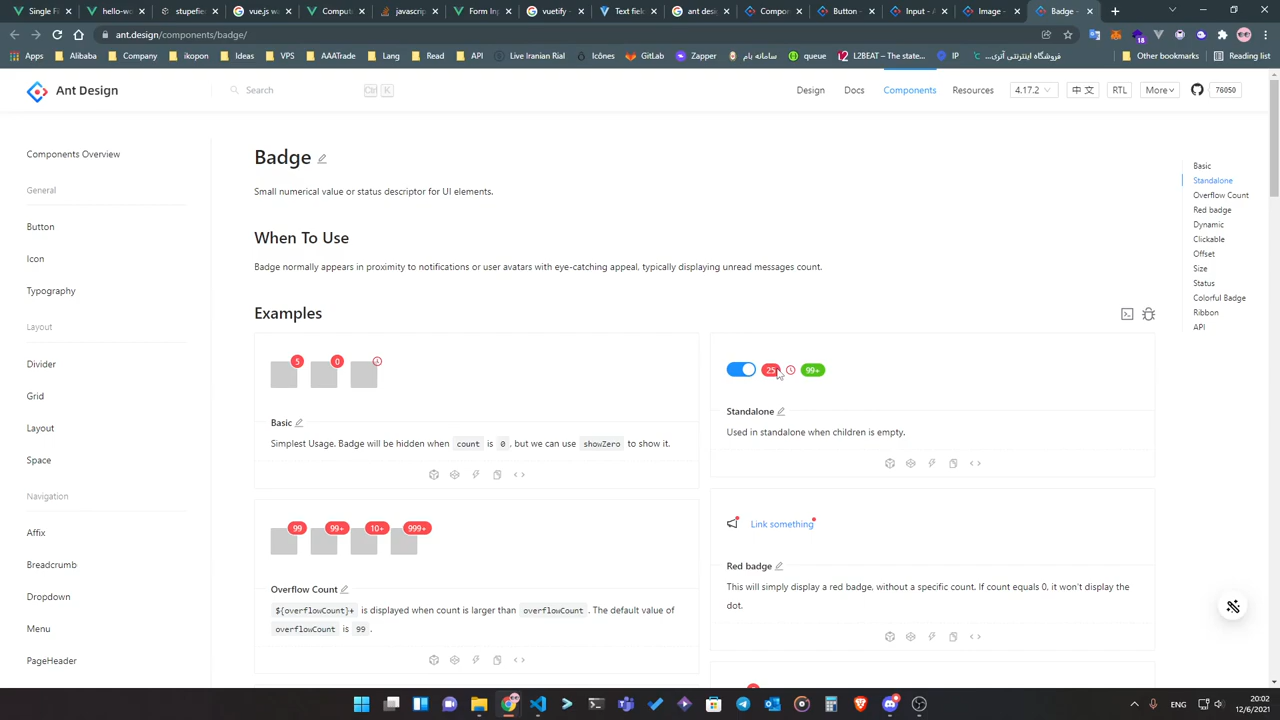 Single Fi
hello-wo
stupefied
vue.js wa
Comput
javascrip
Form Inp
vuetify
Text field
ant desi
Compon
Button -
Input - A
Image -
Badge -
ant.design/components/badge/
Apps
Alibaba
Company
ikopon
Ideas
VPS
AAATrade
Lang
Read
API
Live Iranian Rial
Icônes
GitLab
Zapper
سامانه بام
queue
L2BEAT – The state...
IP
فروشگاه اینترنتی آتری...
Other bookmarks
Reading list
Ant Design
Search
Ctrl K
Design
Docs
Components
Resources
4.17.2
中 文
RTL
More
76050
Components Overview
General
Button
Icon
Typography
Layout
Divider
Grid
Layout
Space
Navigation
Affix
Breadcrumb
Dropdown
Menu
PageHeader
Badge
Small numerical value or status descriptor for UI elements.
When To Use
Badge normally appears in proximity to notifications or user avatars with eye-catching appeal, typically displaying unread messages count.
Examples
5
0
Basic
Simplest Usage. Badge will be hidden when count is 0, but we can use showZero to show it.
25
99+
Standalone
Used in standalone when children is empty.
99
99+
10+
999+
Overflow Count
${overflowCount}+ is displayed when count is larger than overflowCount. The default value of
overflowCount is 99.
Link something
Red badge
This will simply display a red badge, without a specific count. If count equals 0, it won't display the
dot.
Basic
Standalone
Overflow Count
Red badge
Dynamic
Clickable
Offset
Size
Status
Colorful Badge
Ribbon
API
ENG
20:02
12/6/2021